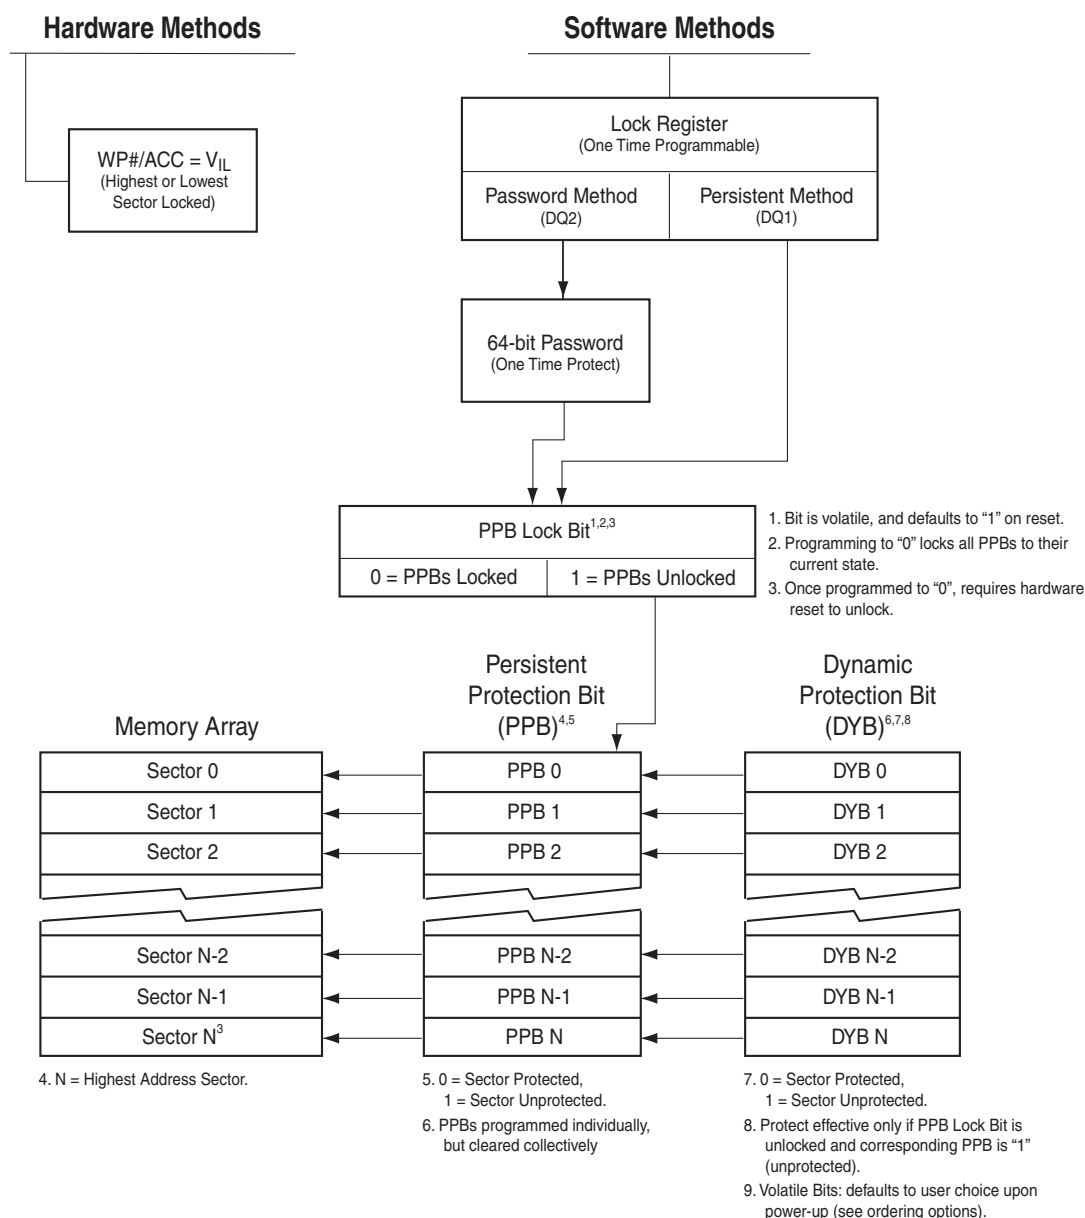 Hardware Methods
Software Methods
WP#/ACC = VIL
(Highest or Lowest
Sector Locked)
Lock Register
(One Time Programmable)
Password Method
(DQ2)
Persistent Method
(DQ1)
64-bit Password
(One Time Protect)
PPB Lock Bit1,2,3
0 = PPBs Locked
1 = PPBs Unlocked
1. Bit is volatile, and defaults to “1” on reset.
2. Programming to “0” locks all PPBs to their
current state.
3. Once programmed to “0”, requires hardware
reset to unlock.
Memory Array
Persistent
Protection Bit
(PPB)4,5
Dynamic
Protection Bit
(DYB)6,7,8
Sector 0
PPB 0
DYB 0
Sector 1
PPB 1
DYB 1
Sector 2
PPB 2
DYB 2
Sector N-2
PPB N-2
DYB N-2
Sector N-1
PPB N-1
DYB N-1
Sector N3
PPB N
DYB N
4. N = Highest Address Sector.
5. 0 = Sector Protected,
1 = Sector Unprotected.
6. PPBs programmed individually,
but cleared collectively
7. 0 = Sector Protected,
1 = Sector Unprotected.
8. Protect effective only if PPB Lock Bit is
unlocked and corresponding PPB is “1”
(unprotected).
9. Volatile Bits: defaults to user choice upon
power-up (see ordering options).